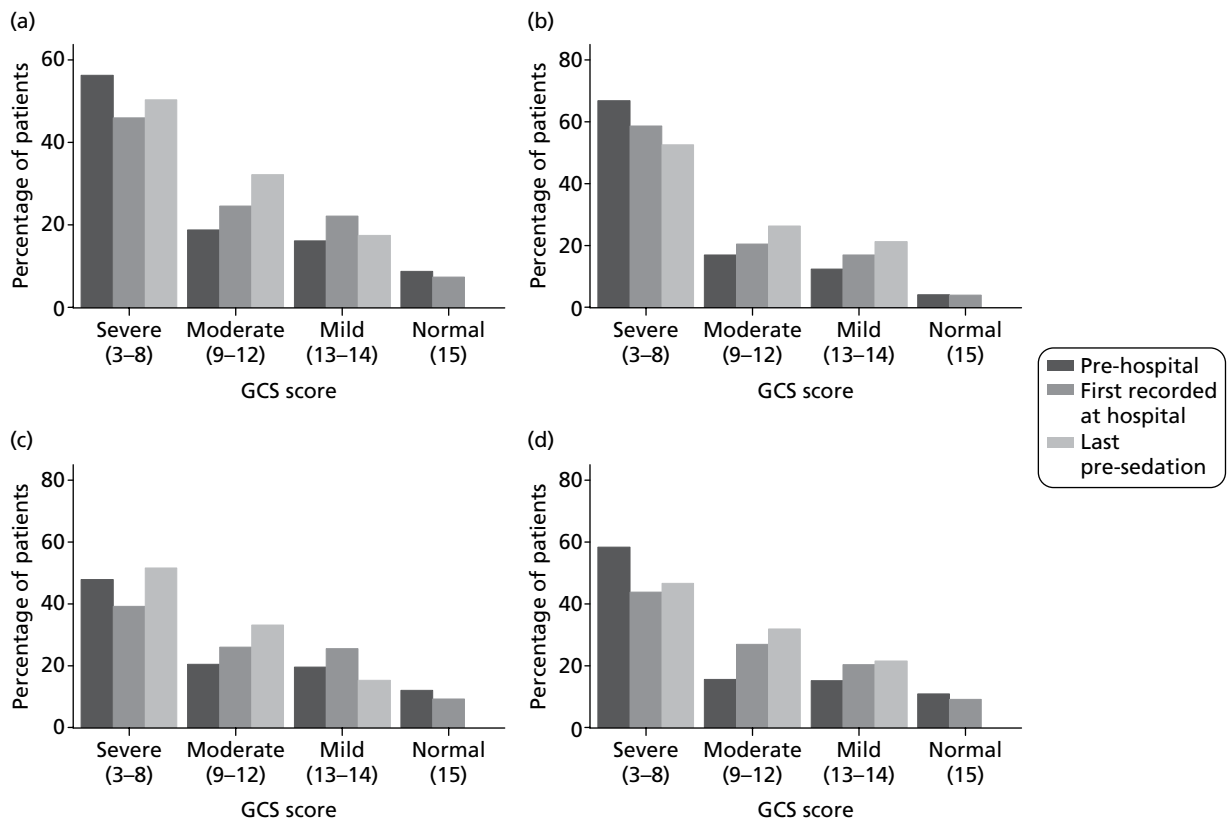 (a)
Percentage of patients
60
40
20
0
Severe
(3–8)
Moderate
(9–12)
Mild
(13–14)
Normal
(15)
GCS score
(b)
Percentage of patients
80
60
40
20
0
Severe
(3–8)
Moderate
(9–12)
Mild
(13–14)
Normal
(15)
GCS score
Pre-hospital
First recorded
at hospital
Last
pre-sedation
(c)
Percentage of patients
80
60
40
20
0
Severe
(3–8)
Moderate
(9–12)
Mild
(13–14)
Normal
(15)
GCS score
(d)
Percentage of patients
80
60
40
20
0
Severe
(3–8)
Moderate
(9–12)
Mild
(13–14)
Normal
(15)
GCS score